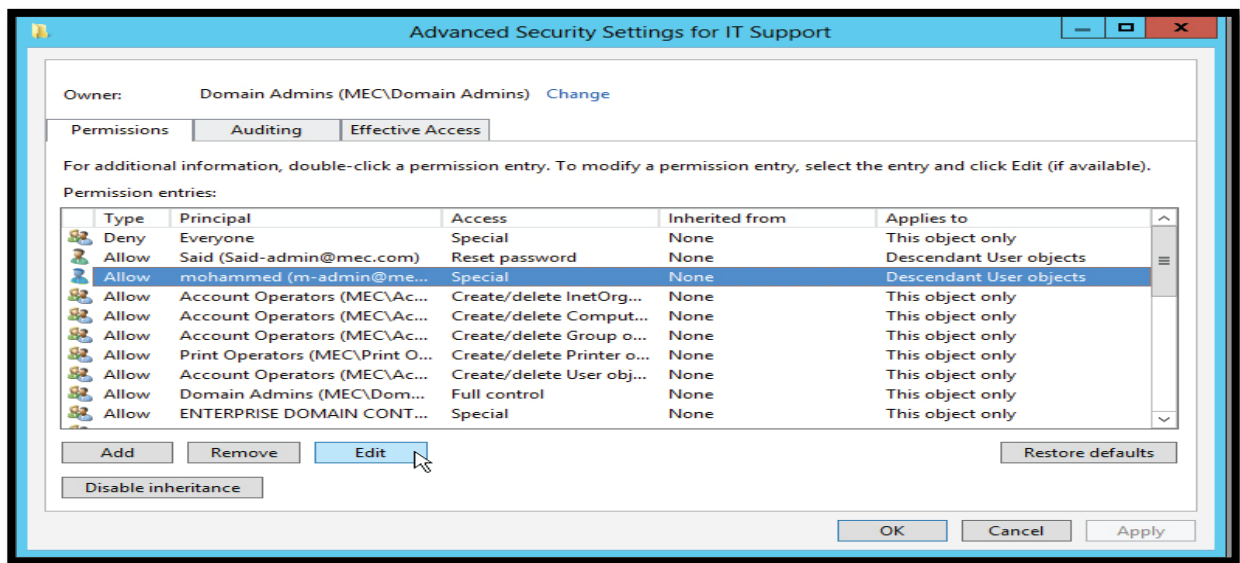 Advanced Security Settings for IT Support
Owner: Domain Admins (MEC\Domain Admins) Change
Permissions Auditing Effective Access
For additional information, double-click a permission entry. To modify a permission entry, select the entry and click Edit (if available).
Permission entries:
Type Principal Access Inherited from Applies to
Deny Everyone Special None This object only
Allow Said (Said-admin@mec.com) Reset password None Descendant User objects
Allow mohammed (m-admin@me... Special None Descendant User objects
Allow Account Operators (MEC\Ac... Create/delete InetOrg... None This object only
Allow Account Operators (MEC\Ac... Create/delete Comput... None This object only
Allow Account Operators (MEC\Ac... Create/delete Group o... None This object only
Allow Print Operators (MEC\Print O... Create/delete Printer o... None This object only
Allow Account Operators (MEC\Ac... Create/delete User obj... None This object only
Allow Domain Admins (MEC\Dom... Full control None This object only
Allow ENTERPRISE DOMAIN CONT... Special None This object only
Add Remove Edit Restore defaults
Disable inheritance
OK Cancel Apply